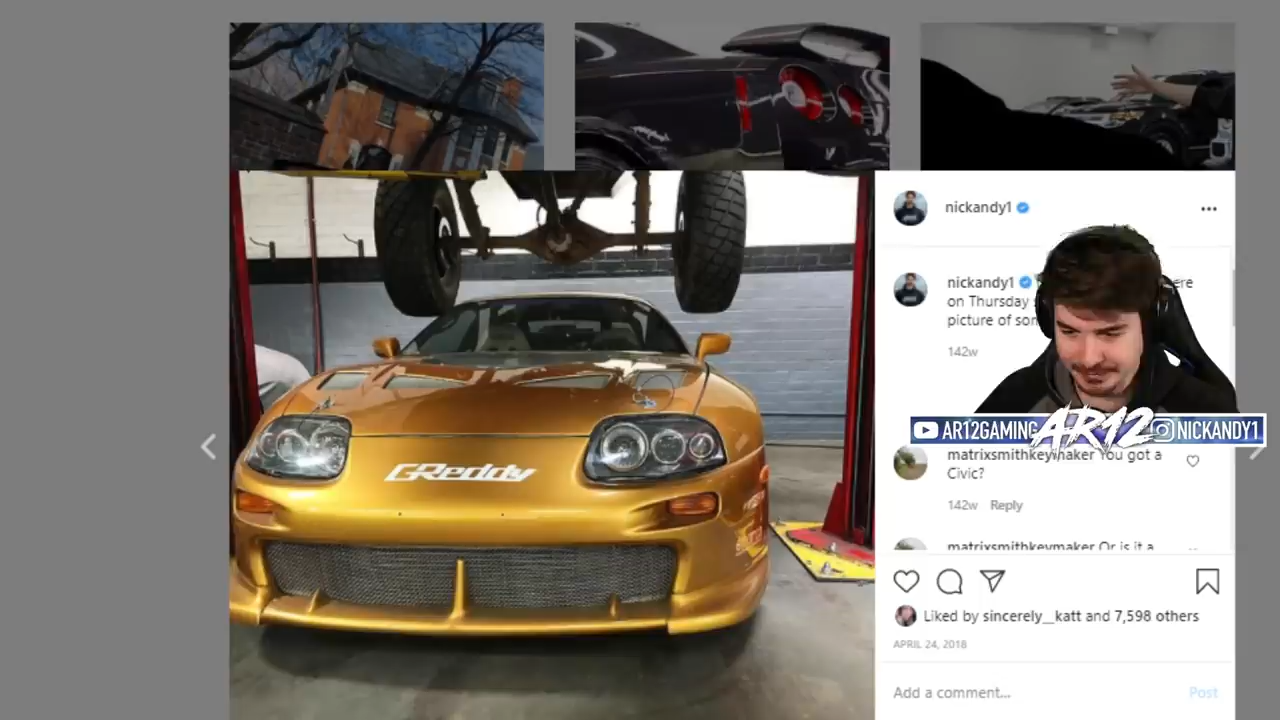 nickandy1
nickandy1
ere
on Thursday
picture of
142w
GReddy
AR12GAMING AR12 NICKANDY1
matrixsmithkeymaker You got a
Civic?
142w Reply
matrixsmithkeymaker Or is it a
Liked by sincerely__katt and 7,598 others
APRIL 24, 2018
Add a comment... Post